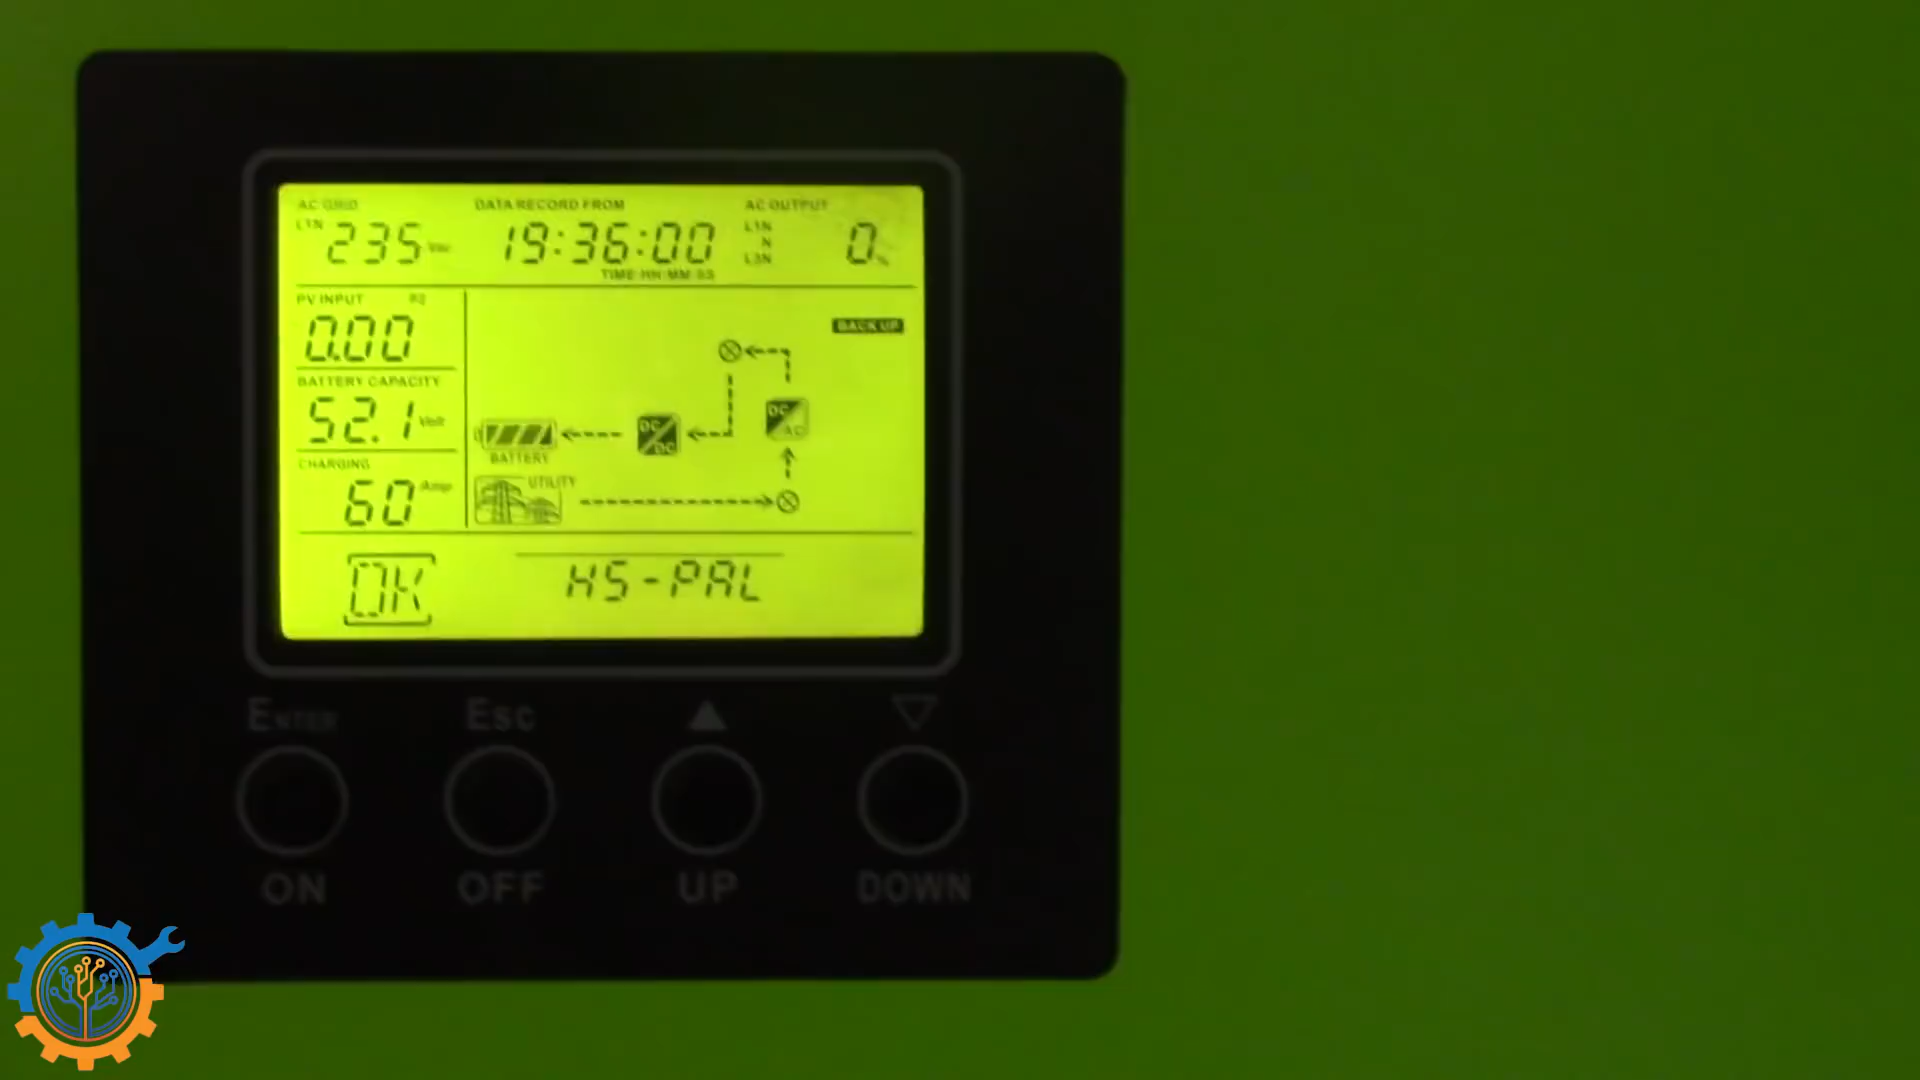 AC GRID DATA RECORD FROM AC OUTPUT
L1N 235 Vac 19:36:00 L1N 0%
N
L3N
TIME HH:MM:SS
PV INPUT
0.00
BACK UP
BATTERY CAPACITY
52.1 Volt
DC DC
DC AC
BATTERY
CHARGING
60 Amp
UTILITY
OK HS-PAL
ENTER Esc
ON OFF UP DOWN